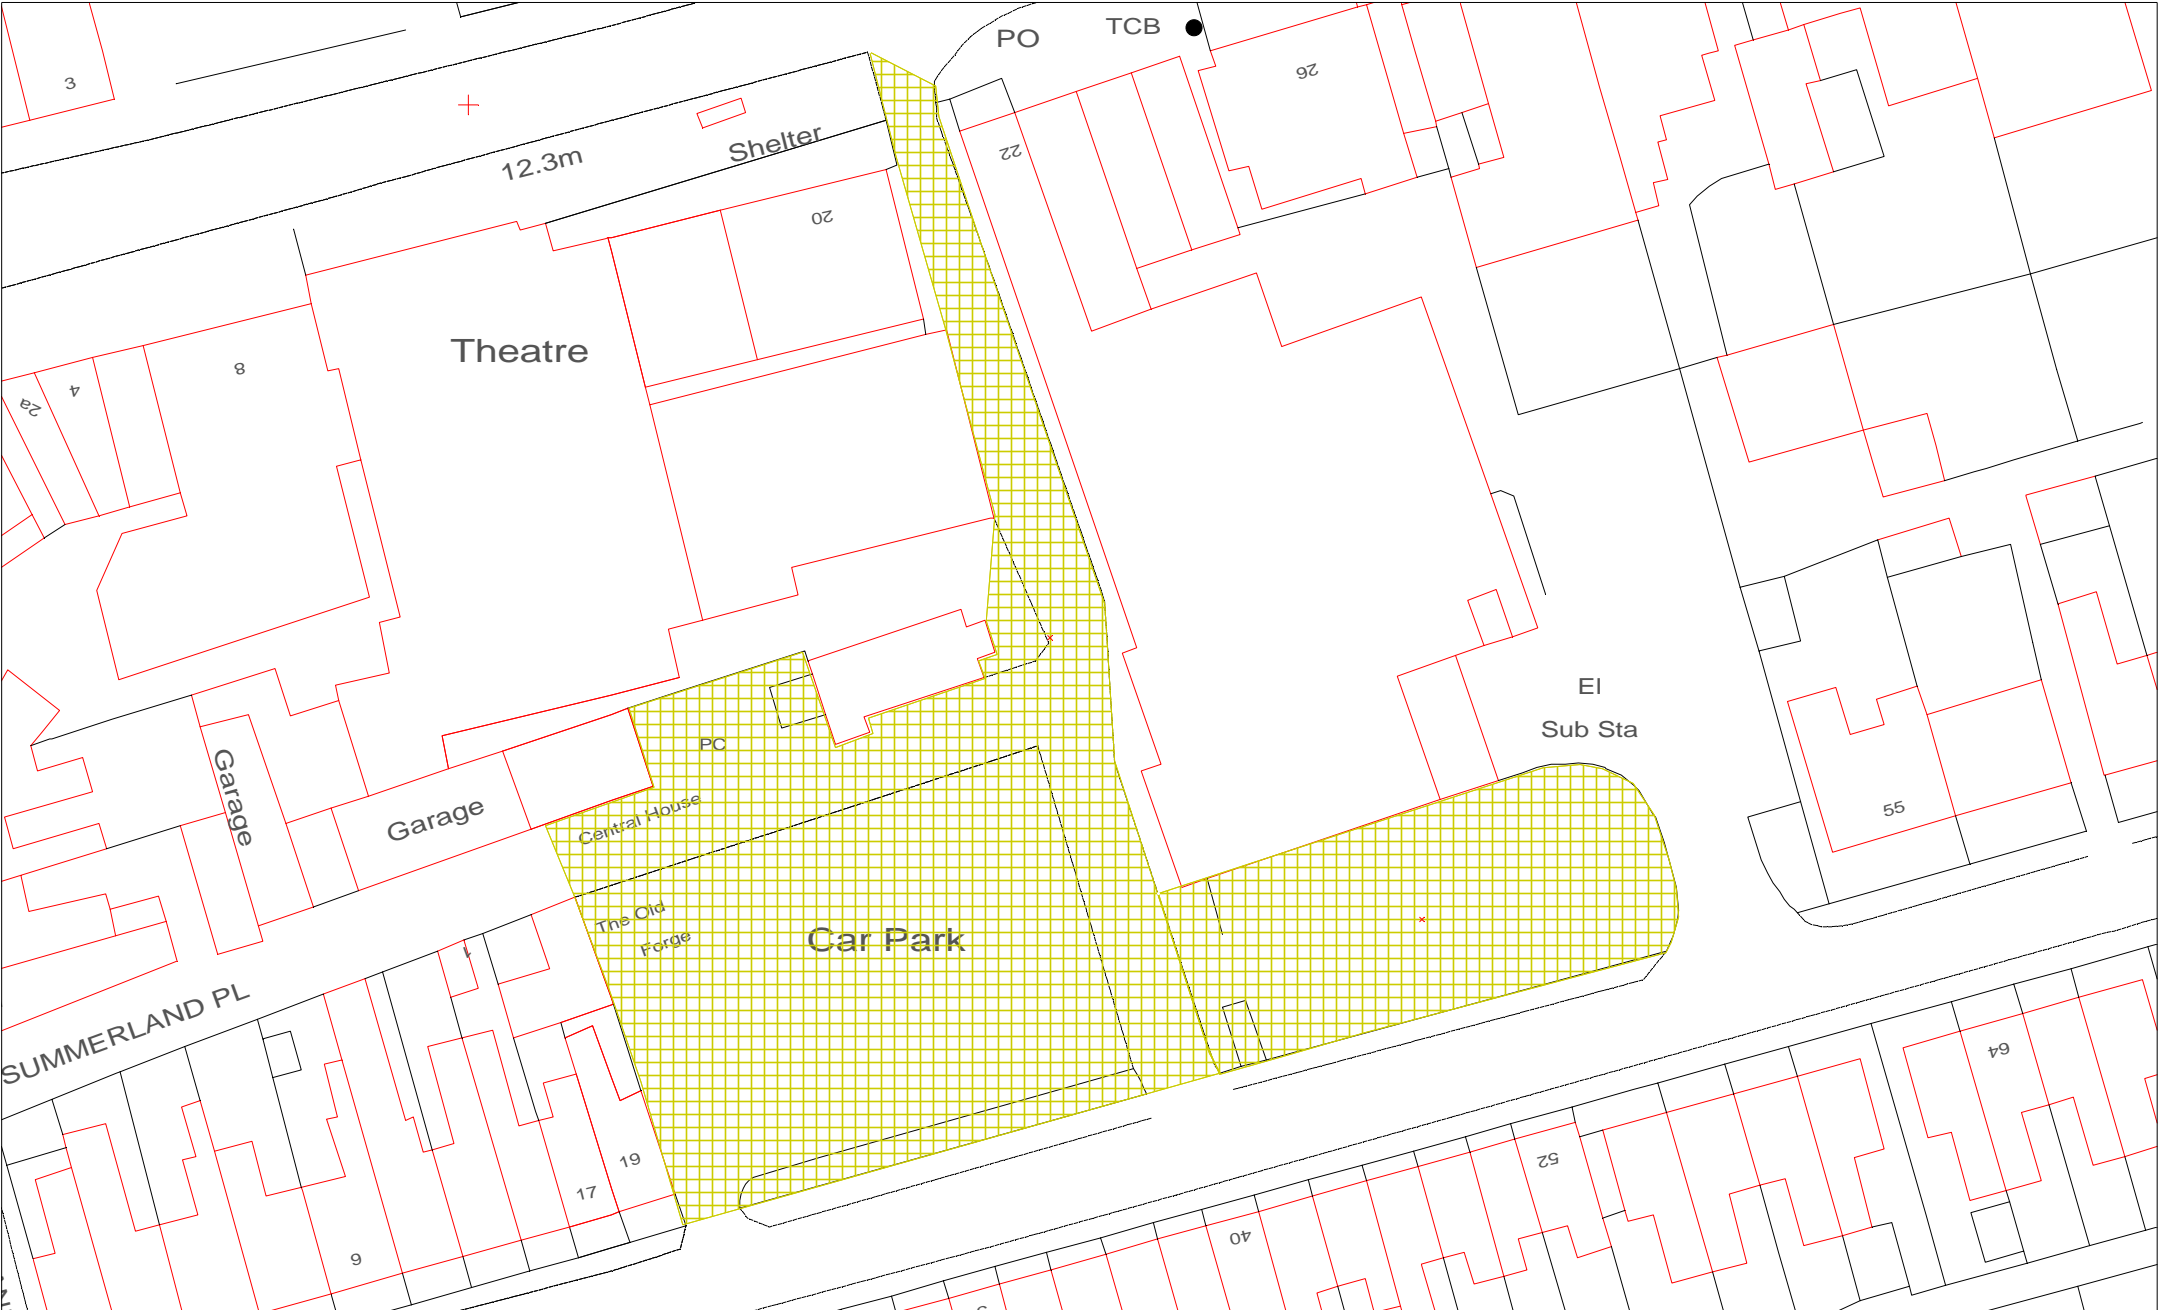 PO
TCB
3
26
12.3m
Shelter
22
20
Theatre
8
4
2a
El
Sub Sta
PC
Garage
Central House
Garage
55
The Old
Forge
Car Park
1
SUMMERLAND PL
64
19
52
17
40
9